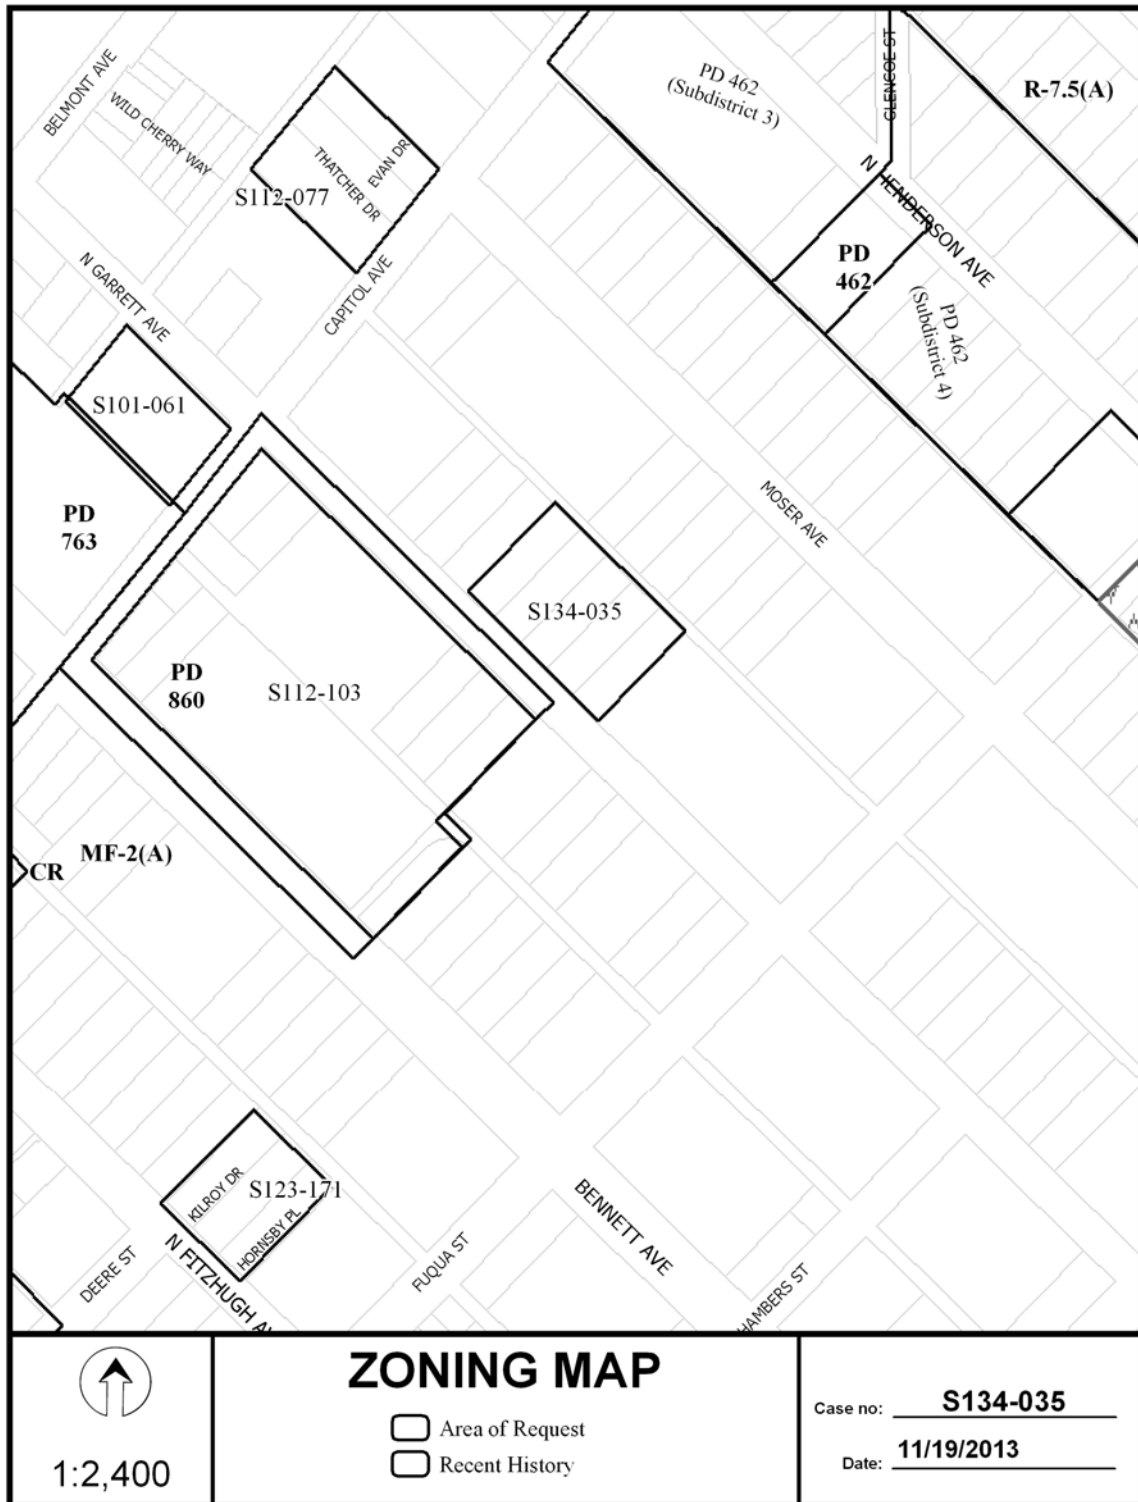 BELMONT AVE
WILD CHERRY WAY
THATCHER DR
EVAN DR
S112-077
PD 462
(Subdistrict 3)
GLENCOE ST
R-7.5(A)
N HENDERSON AVE
PD
462
PD 462
(Subdistrict 4)
N GARRETT AVE
CAPITOL AVE
S101-061
PD
763
MOSER AVE
S134-035
PD
860
S112-103
MF-2(A)
CR
KILROY DR
S123-171
HORNSBY PL
DEERE ST
N FITZHUGH A
FUQUA ST
BENNETT AVE
HAMBERS ST
1:2,400
ZONING MAP
Area of Request
Recent History
Case no: S134-035
Date: 11/19/2013